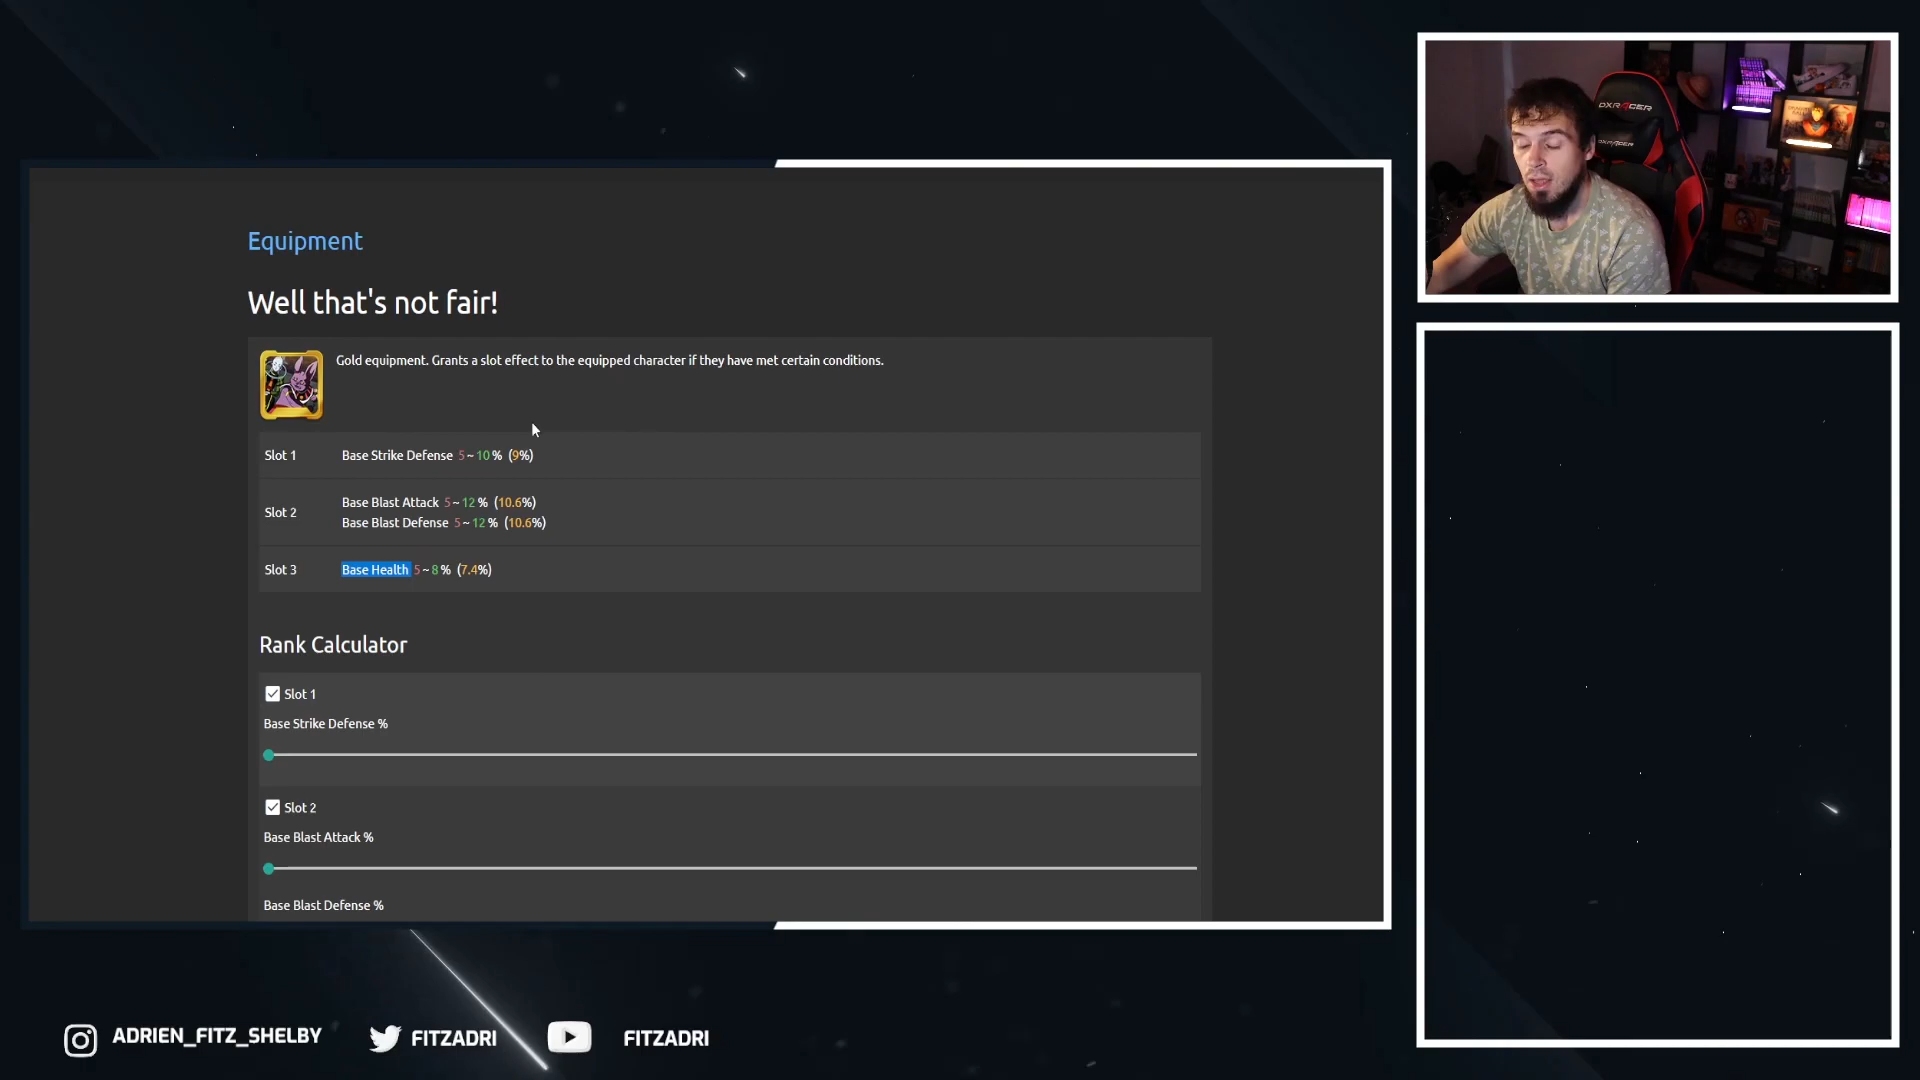 DXRACER
DXRACER
Equipment
Well that's not fair!
Gold equipment. Grants a slot effect to the equipped character if they have met certain conditions.
Slot 1
Base Strike Defense 5 ~ 10 % (9%)
Slot 2
Base Blast Attack 5 ~ 12 % (10.6%)
Base Blast Defense 5 ~ 12 % (10.6%)
Slot 3
Base Health 5 ~ 8 % (7.4%)
Rank Calculator
Slot 1
Base Strike Defense %
Slot 2
Base Blast Attack %
Base Blast Defense %
ADRIEN_FITZ_SHELBY
FITZADRI
FITZADRI